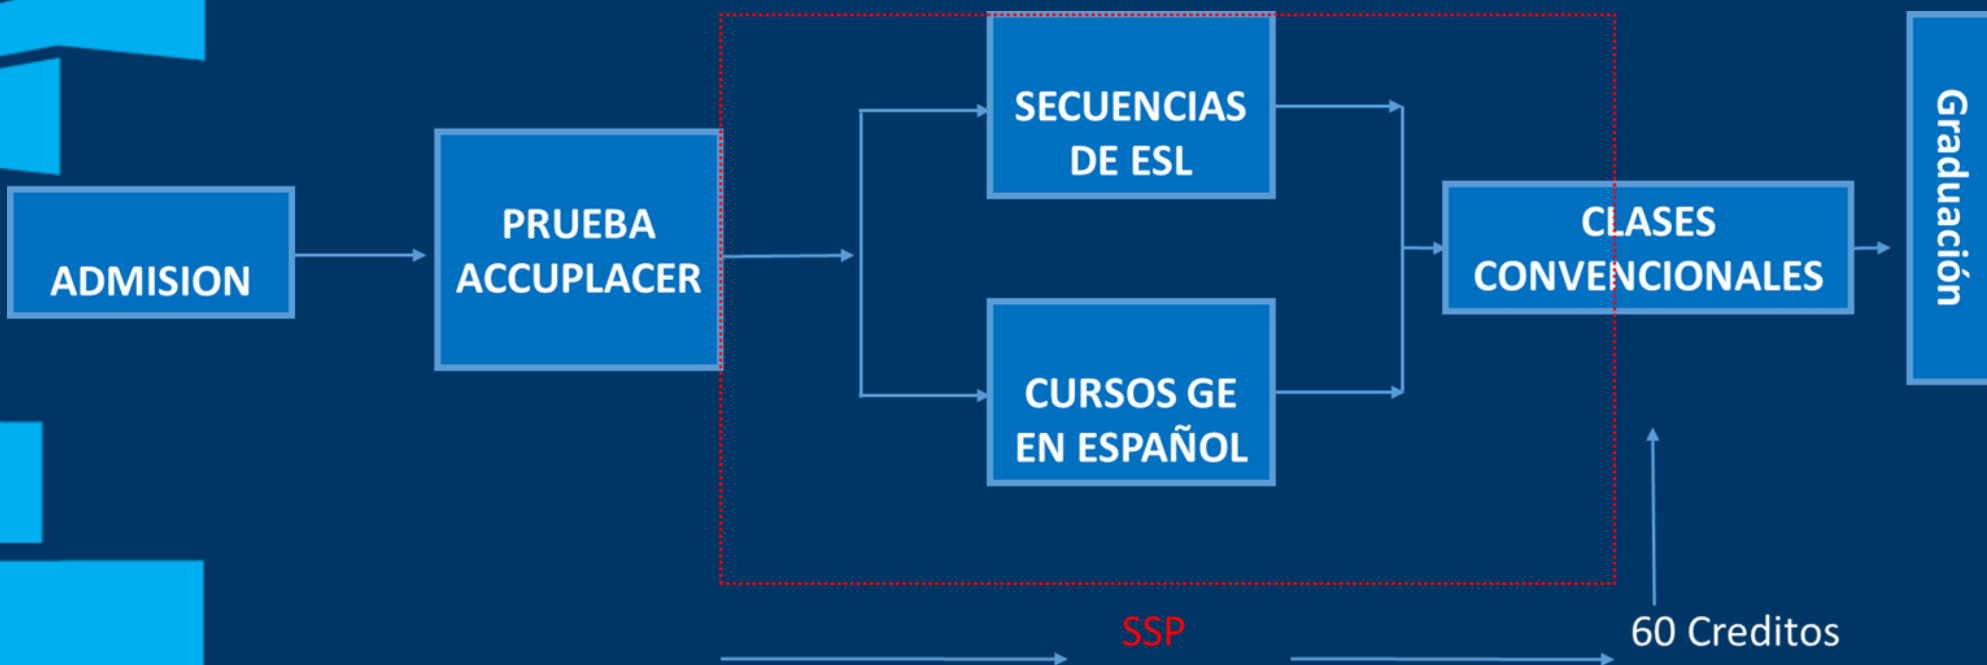 ADMISION
PRUEBA
ACCUPLACER
SECUENCIAS
DE ESL
CURSOS GE
EN ESPAÑOL
CLASES
CONVENCIONALES
Graduación
SSP
60 Creditos